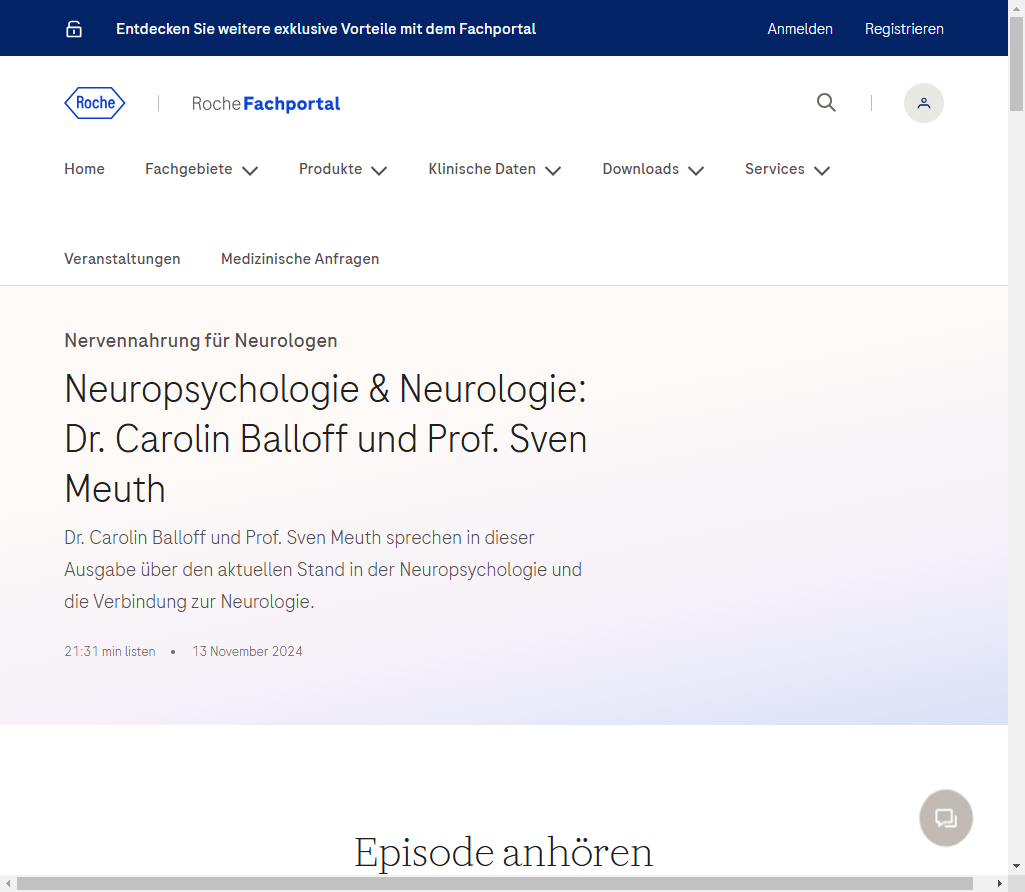 Entdecken Sie weitere exklusive Vorteile mit dem Fachportal
Anmelden
Registrieren
Roche
Roche Fachportal
Home
Fachgebiete
Produkte
Klinische Daten
Downloads
Services
Veranstaltungen
Medizinische Anfragen
Nervennahrung für Neurologen
Neuropsychologie & Neurologie:
Dr. Carolin Balloff und Prof. Sven
Meuth
Dr. Carolin Balloff und Prof. Sven Meuth sprechen in dieser
Ausgabe über den aktuellen Stand in der Neuropsychologie und
die Verbindung zur Neurologie.
21:31 min listen • 13 November 2024
Episode anhören